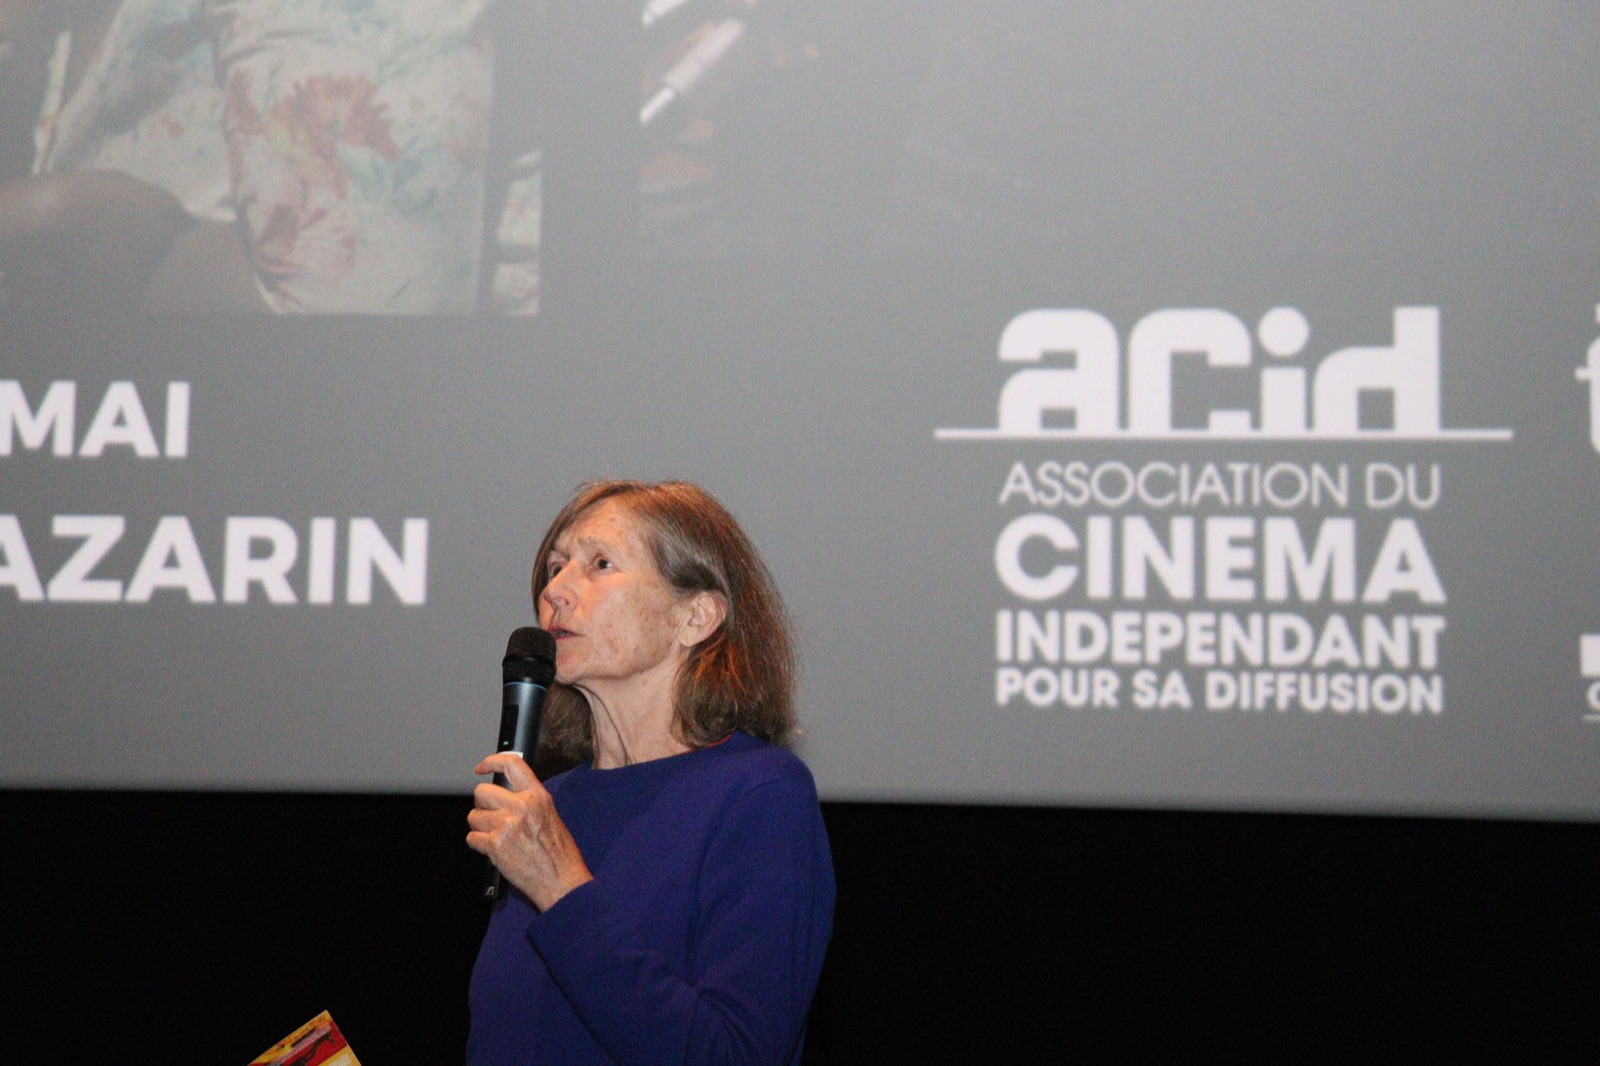 MAI
AZARIN
acid
ASSOCIATION DU
CINEMA
INDEPENDANT
POUR SA DIFFUSION